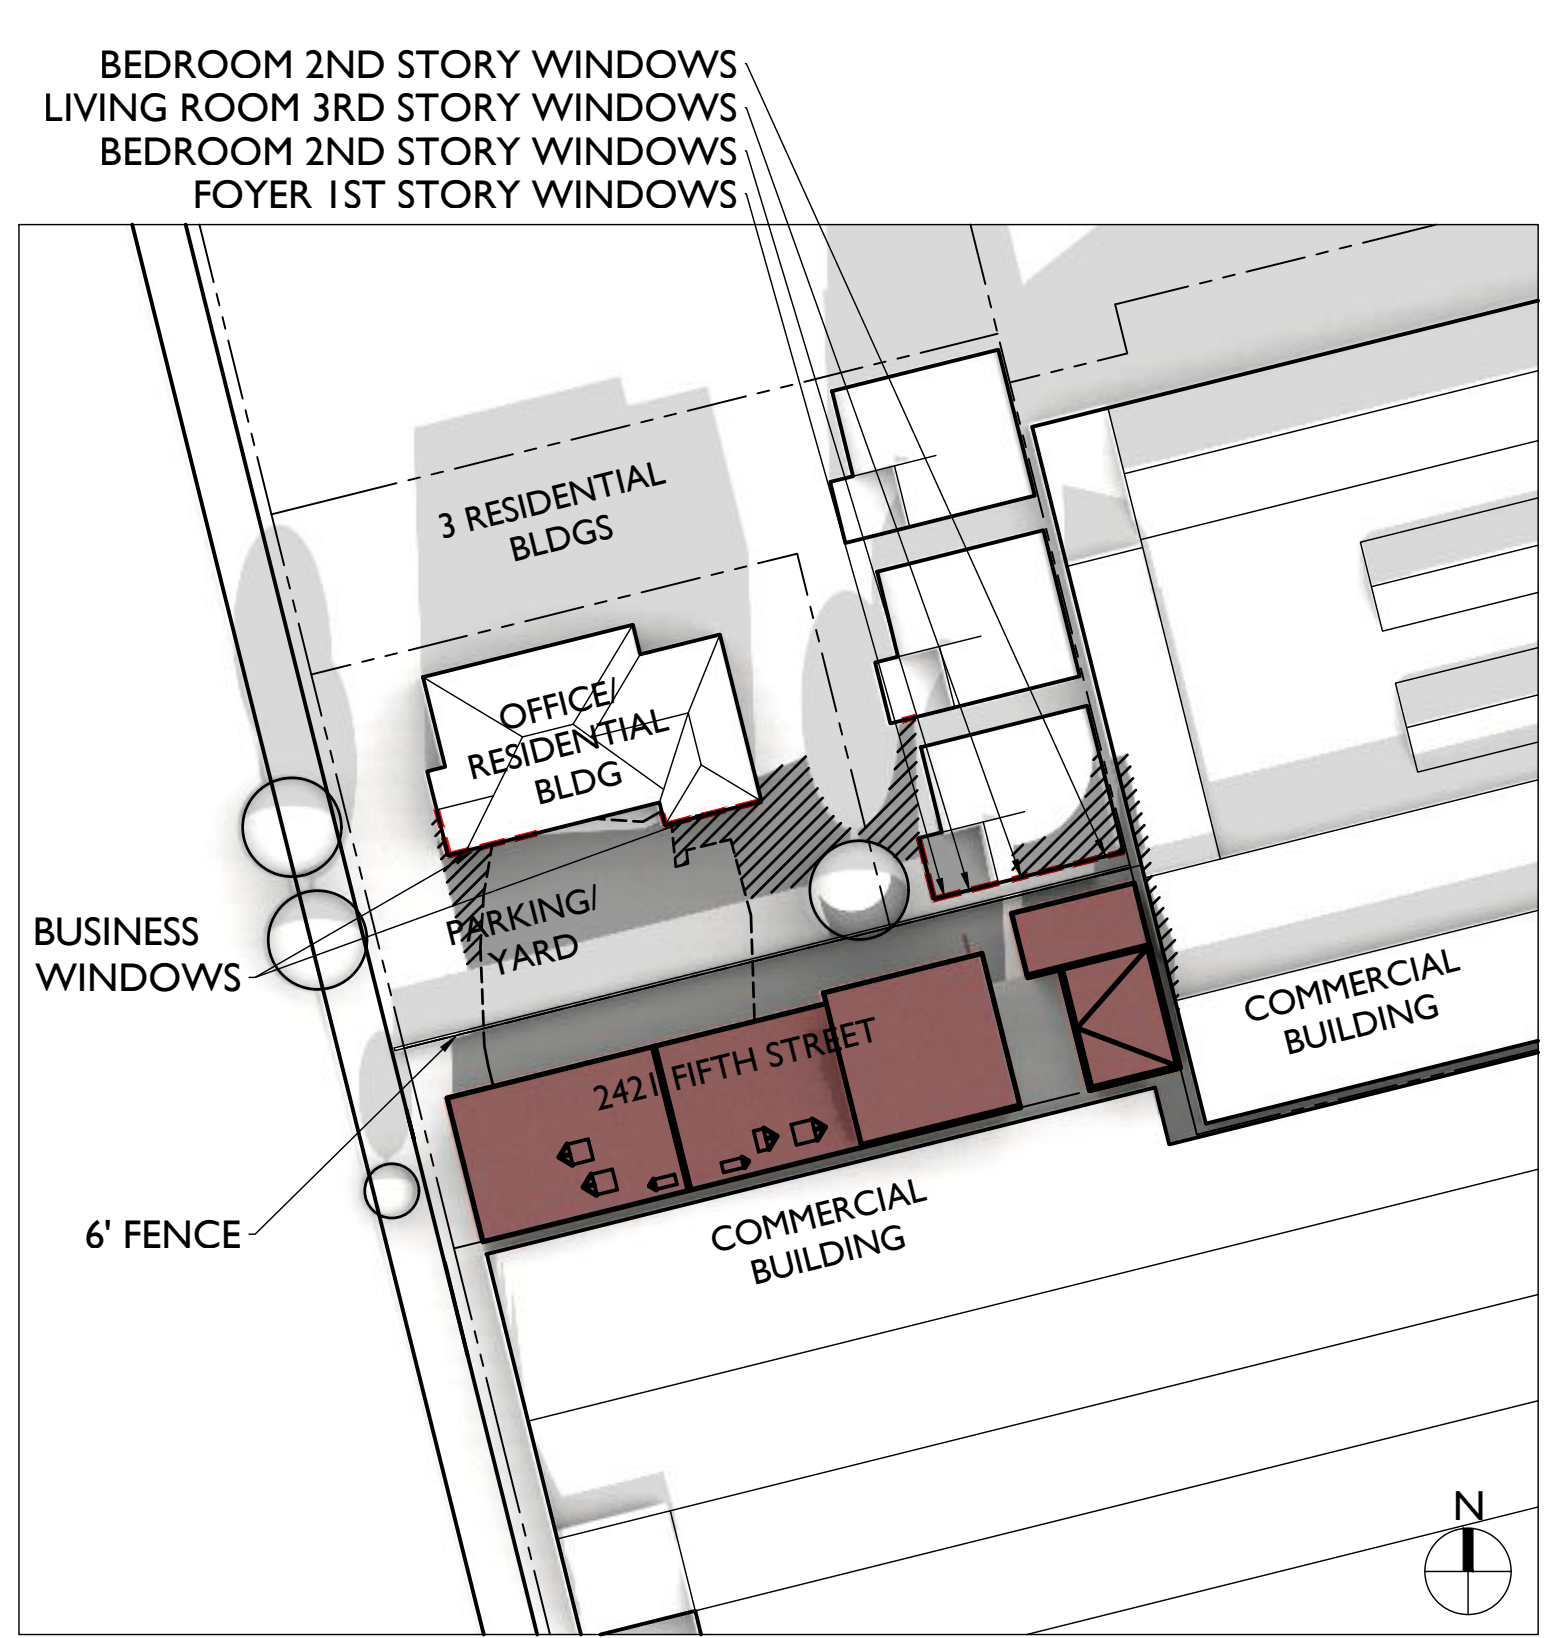 BEDROOM 2ND STORY WINDOWS
LIVING ROOM 3RD STORY WINDOWS
BEDROOM 2ND STORY WINDOWS
FOYER 1ST STORY WINDOWS
3 RESIDENTIAL
BLDGS
OFFICE/
RESIDENTIAL
BLDG
PARKING/
YARD
BUSINESS
WINDOWS
2421 FIFTH STREET
COMMERCIAL
BUILDING
6' FENCE
COMMERCIAL
BUILDING
N